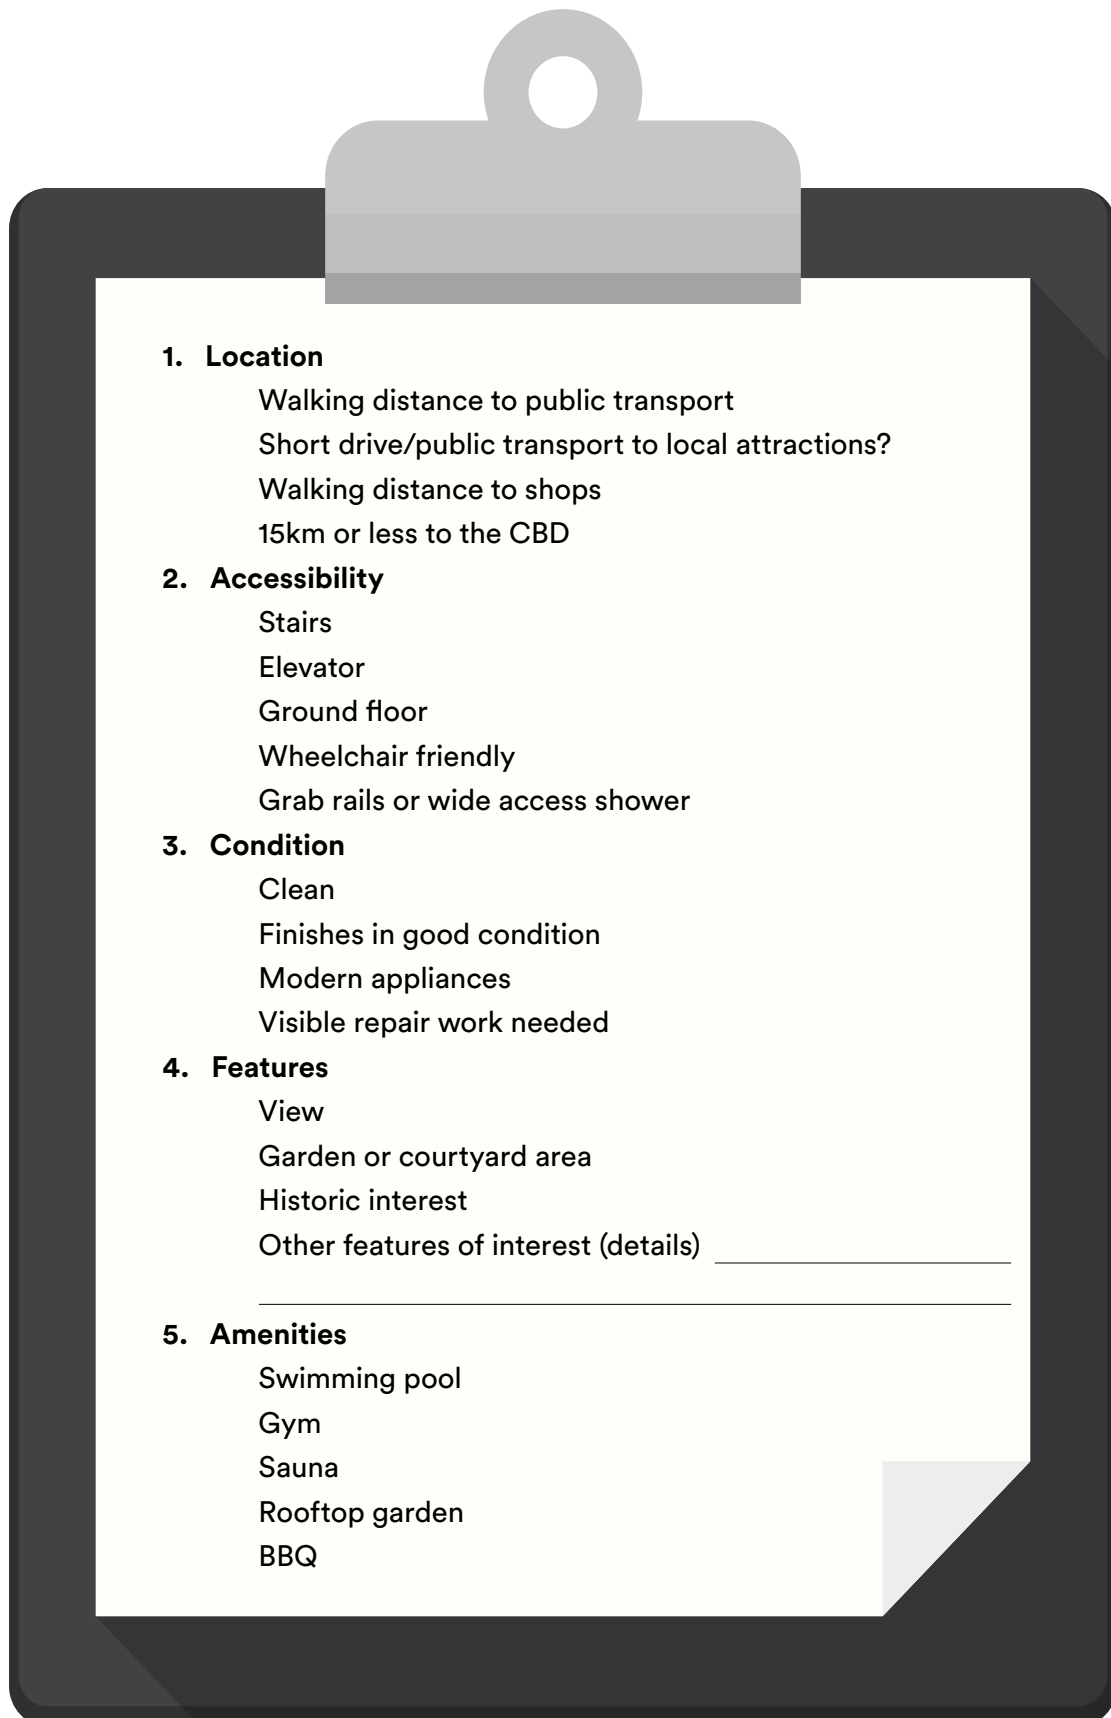 1. Location
Walking distance to public transport
Short drive/public transport to local attractions?
Walking distance to shops
15km or less to the CBD
2. Accessibility
Stairs
Elevator
Ground floor
Wheelchair friendly
Grab rails or wide access shower
3. Condition
Clean
Finishes in good condition
Modern appliances
Visible repair work needed
4. Features
View
Garden or courtyard area
Historic interest
Other features of interest (details)
5. Amenities
Swimming pool
Gym
Sauna
Rooftop garden
BBQ